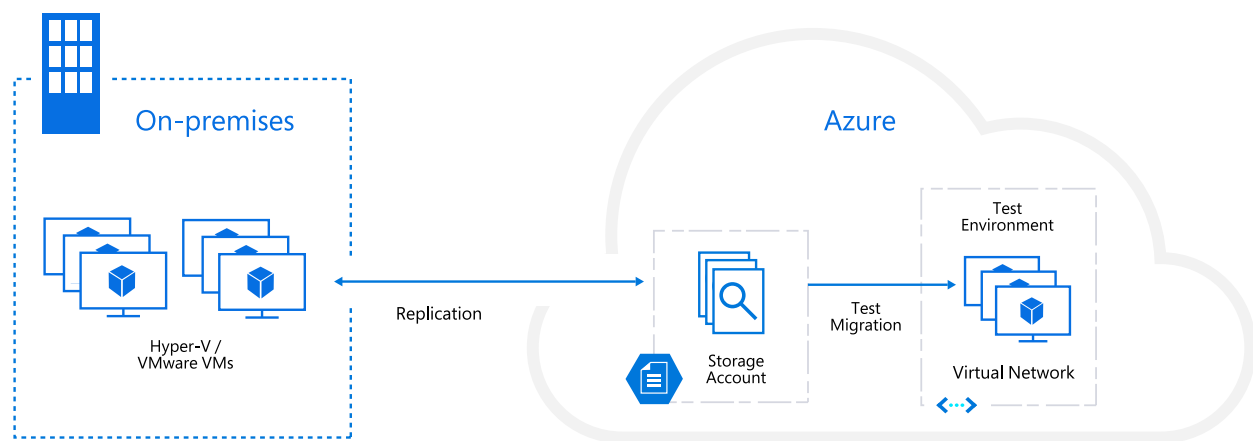 On-premises
Azure
Hyper-V /
VMware VMs
Replication
Storage
Account
Test
Migration
Test
Environment
Virtual Network